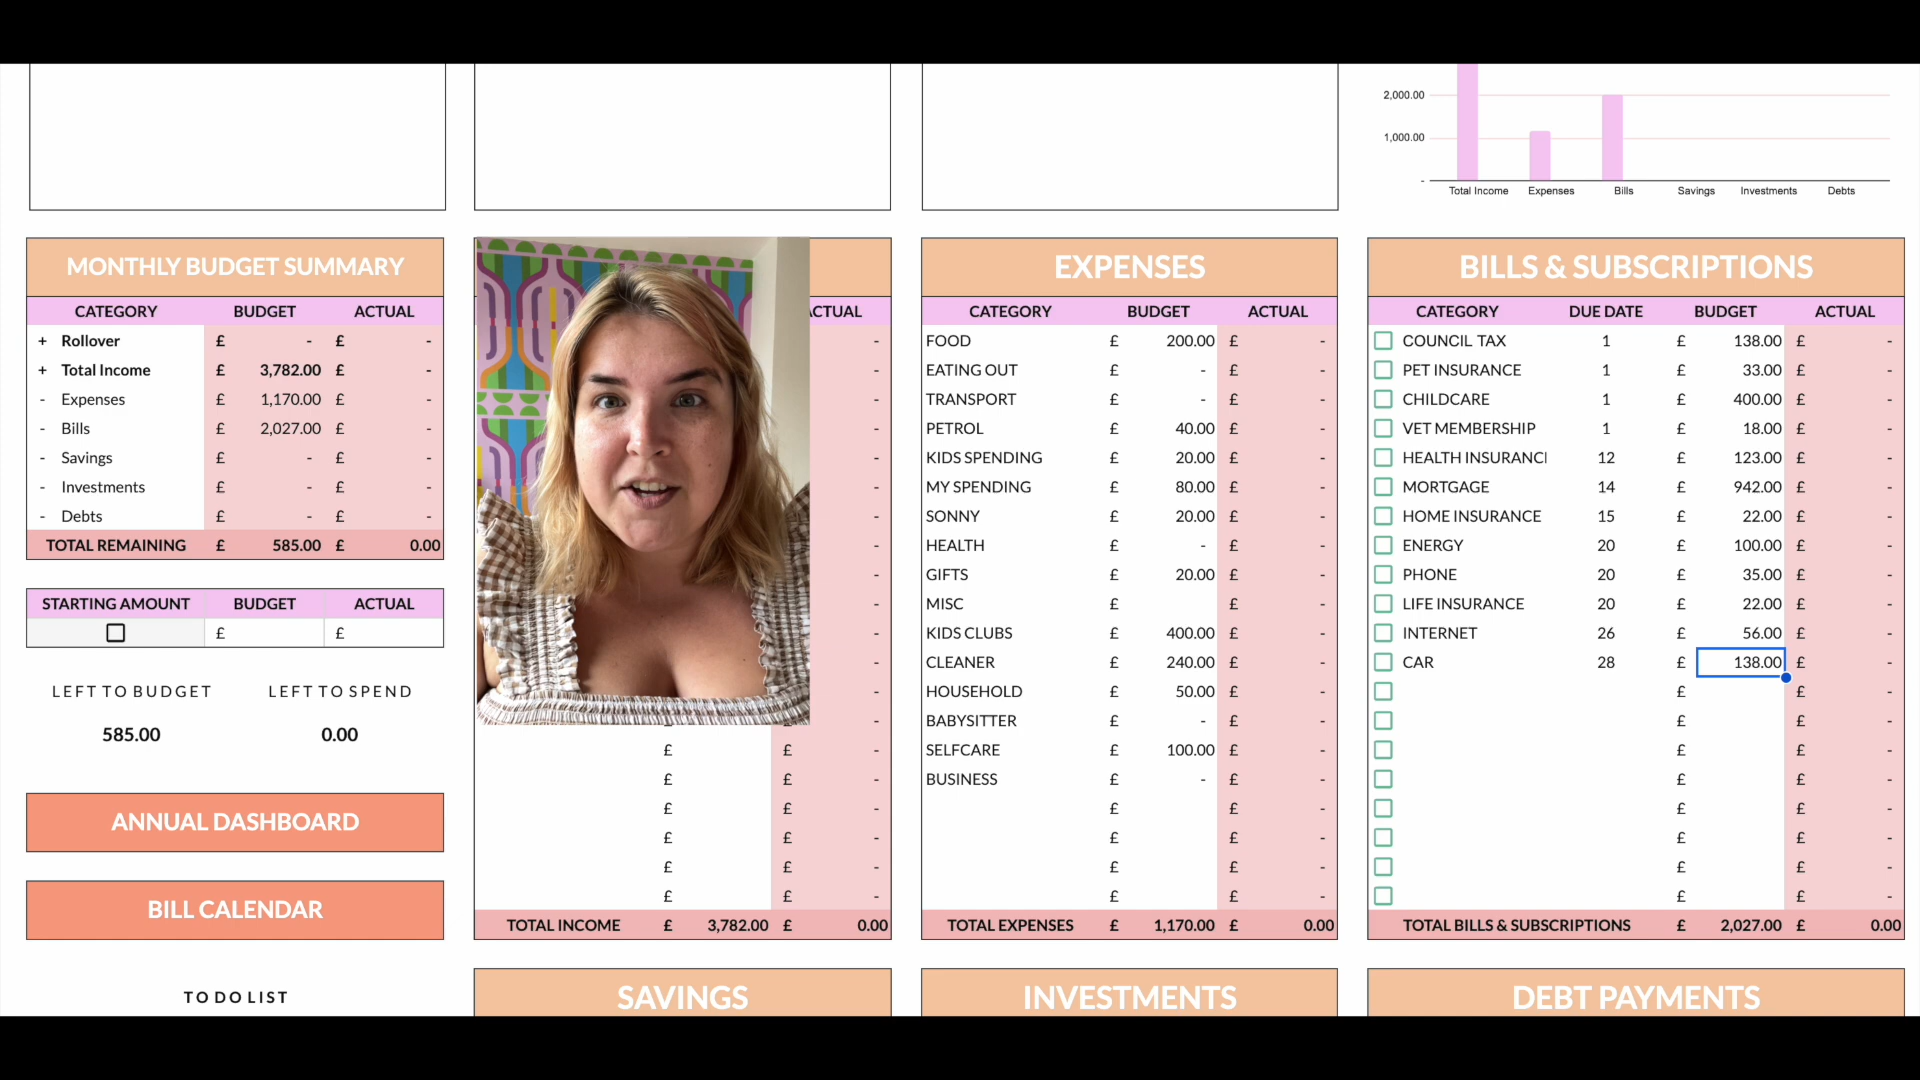 2,000.00
1,000.00
-
Total Income Expenses Bills Savings Investments Debts
MONTHLY BUDGET SUMMARY
CATEGORY BUDGET ACTUAL
+ Rollover £ - £ -
+ Total Income £ 3,782.00 £ -
- Expenses £ 1,170.00 £ -
- Bills £ 2,027.00 £ -
- Savings £ - £ -
- Investments £ - £ -
- Debts £ - £ -
TOTAL REMAINING £ 585.00 £ 0.00
STARTING AMOUNT BUDGET ACTUAL
£ £
LEFT TO BUDGET LEFT TO SPEND
585.00 0.00
ANNUAL DASHBOARD
BILL CALENDAR
TO DO LIST
CTUAL
-
-
-
-
-
-
-
-
-
-
-
-
-
-
£ £ -
£ £ -
£ £ -
£ £ -
£ £ -
£ £ -
TOTAL INCOME £ 3,782.00 £ 0.00
SAVINGS
EXPENSES
CATEGORY BUDGET ACTUAL
FOOD £ 200.00 £ -
EATING OUT £ - £ -
TRANSPORT £ - £ -
PETROL £ 40.00 £ -
KIDS SPENDING £ 20.00 £ -
MY SPENDING £ 80.00 £ -
SONNY £ 20.00 £ -
HEALTH £ - £ -
GIFTS £ 20.00 £ -
MISC £ £ -
KIDS CLUBS £ 400.00 £ -
CLEANER £ 240.00 £ -
HOUSEHOLD £ 50.00 £ -
BABYSITTER £ - £ -
SELFCARE £ 100.00 £ -
BUSINESS £ - £ -
£ £ -
£ £ -
£ £ -
£ £ -
TOTAL EXPENSES £ 1,170.00 £ 0.00
INVESTMENTS
BILLS & SUBSCRIPTIONS
CATEGORY DUE DATE BUDGET ACTUAL
COUNCIL TAX 1 £ 138.00 £ -
PET INSURANCE 1 £ 33.00 £ -
CHILDCARE 1 £ 400.00 £ -
VET MEMBERSHIP 1 £ 18.00 £ -
HEALTH INSURANC 12 £ 123.00 £ -
MORTGAGE 14 £ 942.00 £ -
HOME INSURANCE 15 £ 22.00 £ -
ENERGY 20 £ 100.00 £ -
PHONE 20 £ 35.00 £ -
LIFE INSURANCE 20 £ 22.00 £ -
INTERNET 26 £ 56.00 £ -
CAR 28 £ 138.00 £ -
£ £ -
£ £ -
£ £ -
£ £ -
£ £ -
£ £ -
£ £ -
£ £ -
TOTAL BILLS & SUBSCRIPTIONS £ 2,027.00 £ 0.00
DEBT PAYMENTS